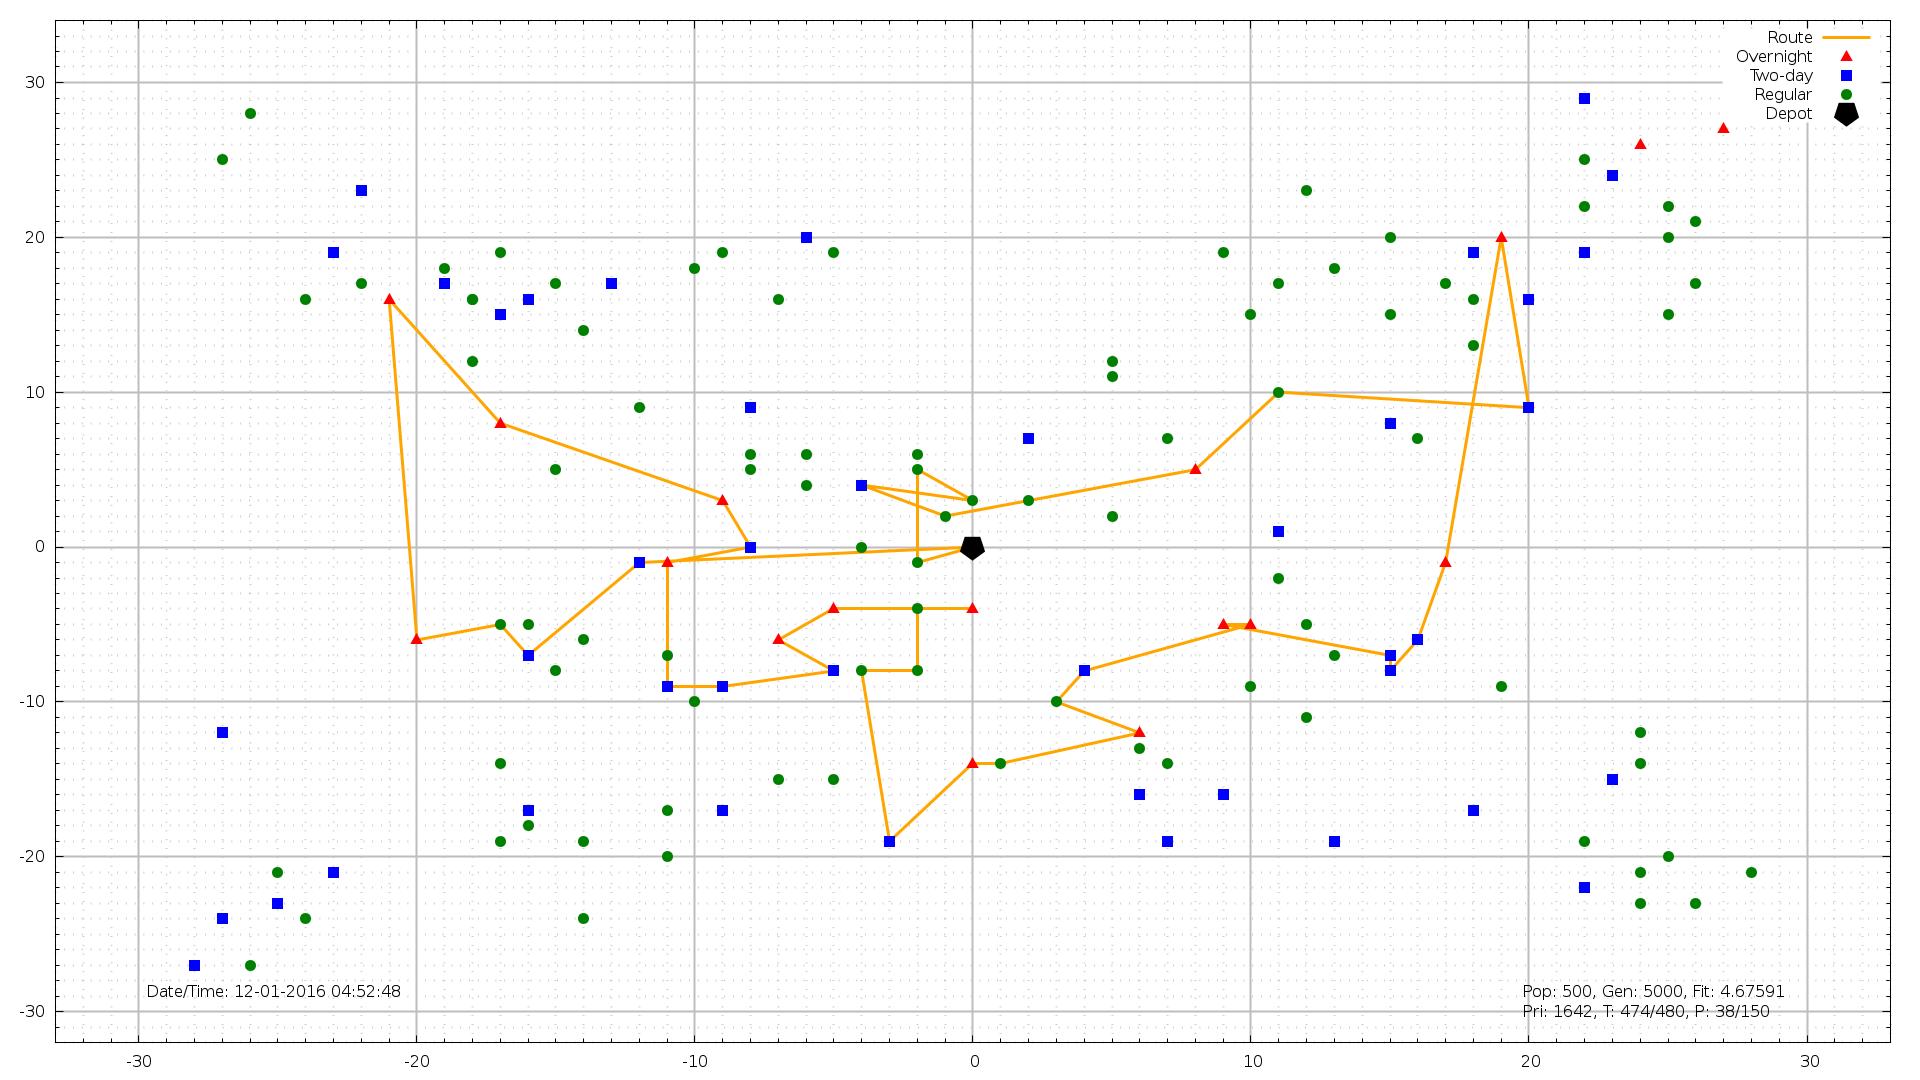 Route
Overnight
Two-day
Regular
Depot
30
20
10
0
-10
-20
-30
Date/Time: 12-01-2016 04:52:48
Pop: 500, Gen: 5000, Fit: 4.67591
Pri: 1642, T: 474/480, P: 38/150
-30 -20 -10 0 10 20 30